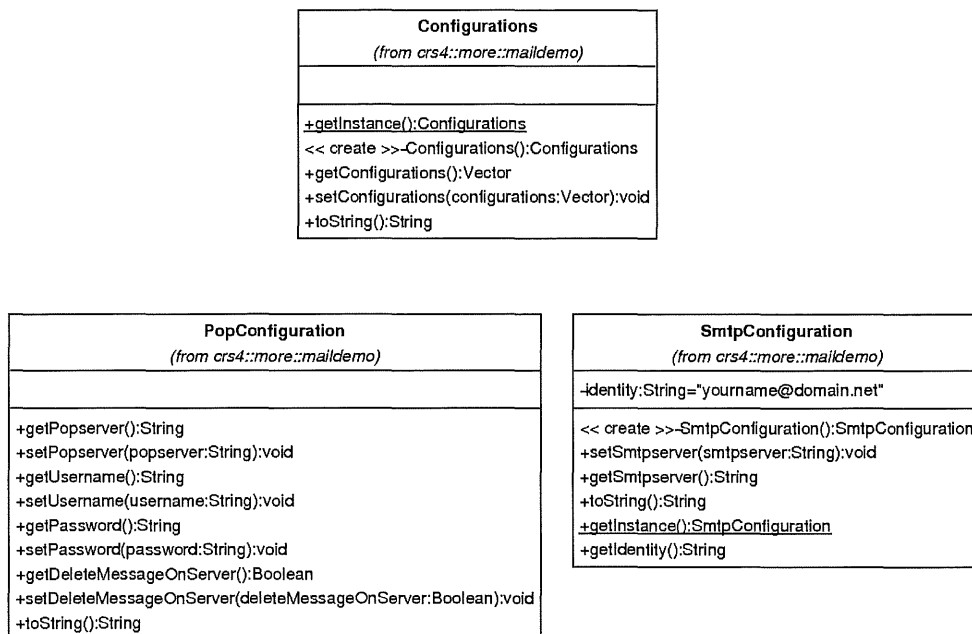 Configurations
(from crs4::more::maildemo)
+getInstance():Configurations
<< create >>-Configurations():Configurations
+getConfigurations():Vector
+setConfigurations(configurations:Vector):void
+toString():String
PopConfiguration
(from crs4::more::maildemo)
+getPopserver():String
+setPopserver(popserver:String):void
+getUsername():String
+setUsername(username:String):void
+getPassword():String
+setPassword(password:String):void
+getDeleteMessageOnServer():Boolean
+setDeleteMessageOnServer(deleteMessageOnServer:Boolean):void
+toString():String
SmtpConfiguration
(from crs4::more::maildemo)
-identity:String="yourname@domain.net"
<< create >>-SmtpConfiguration():SmtpConfiguration
+setSmtpserver(smtpserver:String):void
+getSmtpserver():String
+toString():String
+getInstance():SmtpConfiguration
+getIdentity():String